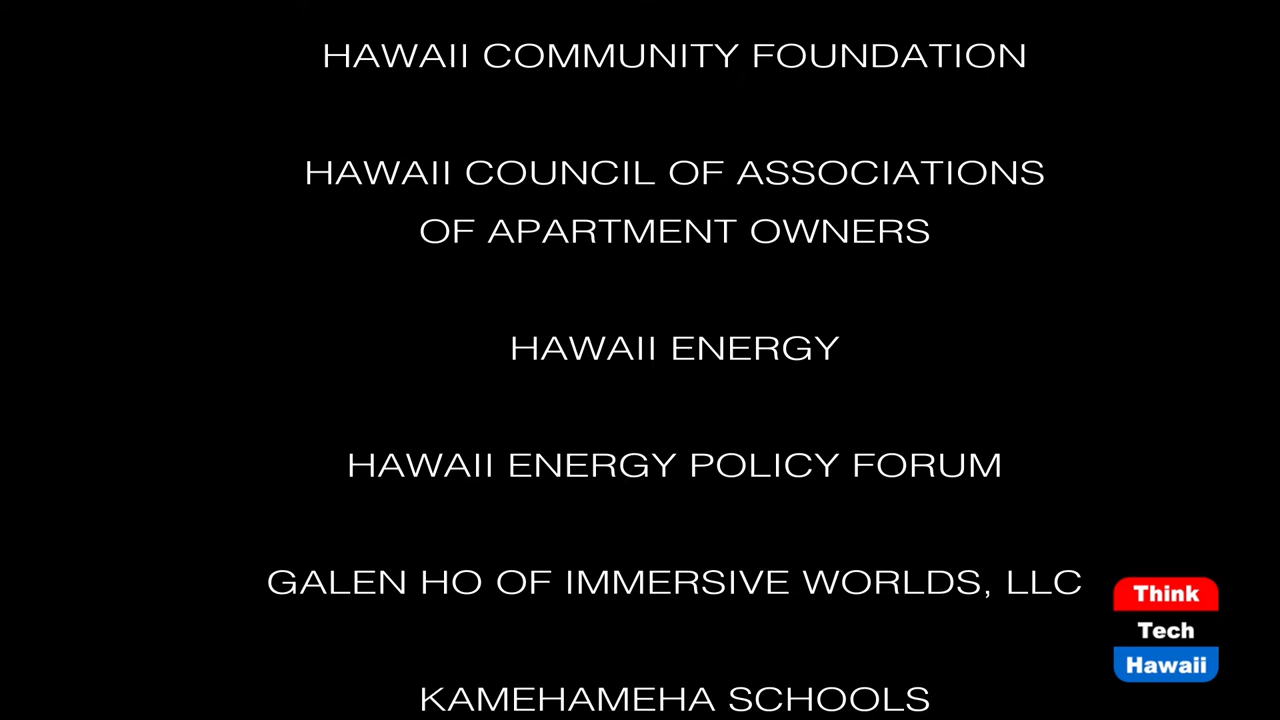 HAWAII COMMUNITY FOUNDATION
HAWAII COUNCIL OF ASSOCIATIONS
OF APARTMENT OWNERS
HAWAII ENERGY
HAWAII ENERGY POLICY FORUM
GALEN HO OF IMMERSIVE WORLDS, LLC
KAMEHAMEHA SCHOOLS
Think
Tech
Hawaii